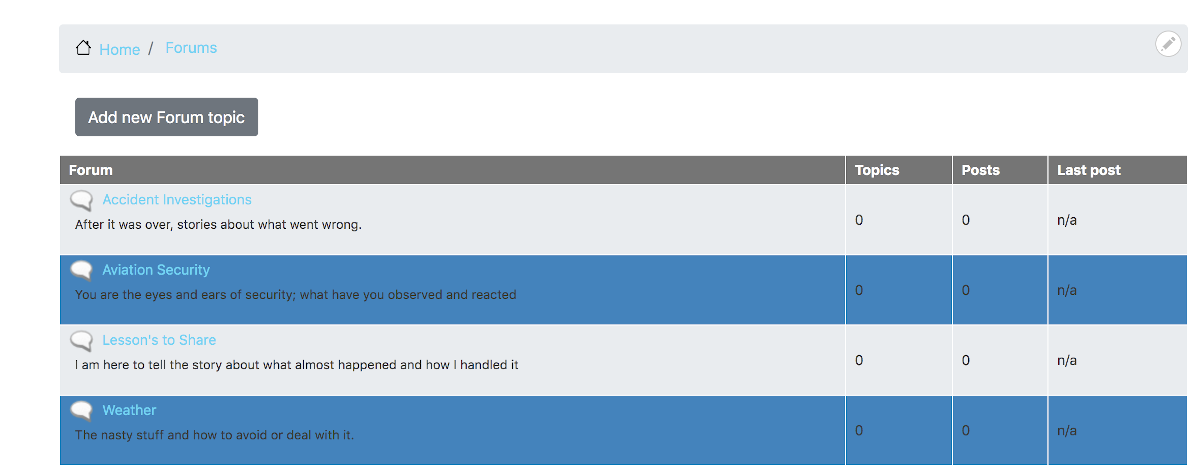 Home / Forums
Add new Forum topic
Forum Topics Posts Last post
Accident Investigations
After it was over, stories about what went wrong.
0 0 n/a
Aviation Security
You are the eyes and ears of security; what have you observed and reacted
0 0 n/a
Lesson's to Share
I am here to tell the story about what almost happened and how I handled it
0 0 n/a
Weather
The nasty stuff and how to avoid or deal with it.
0 0 n/a